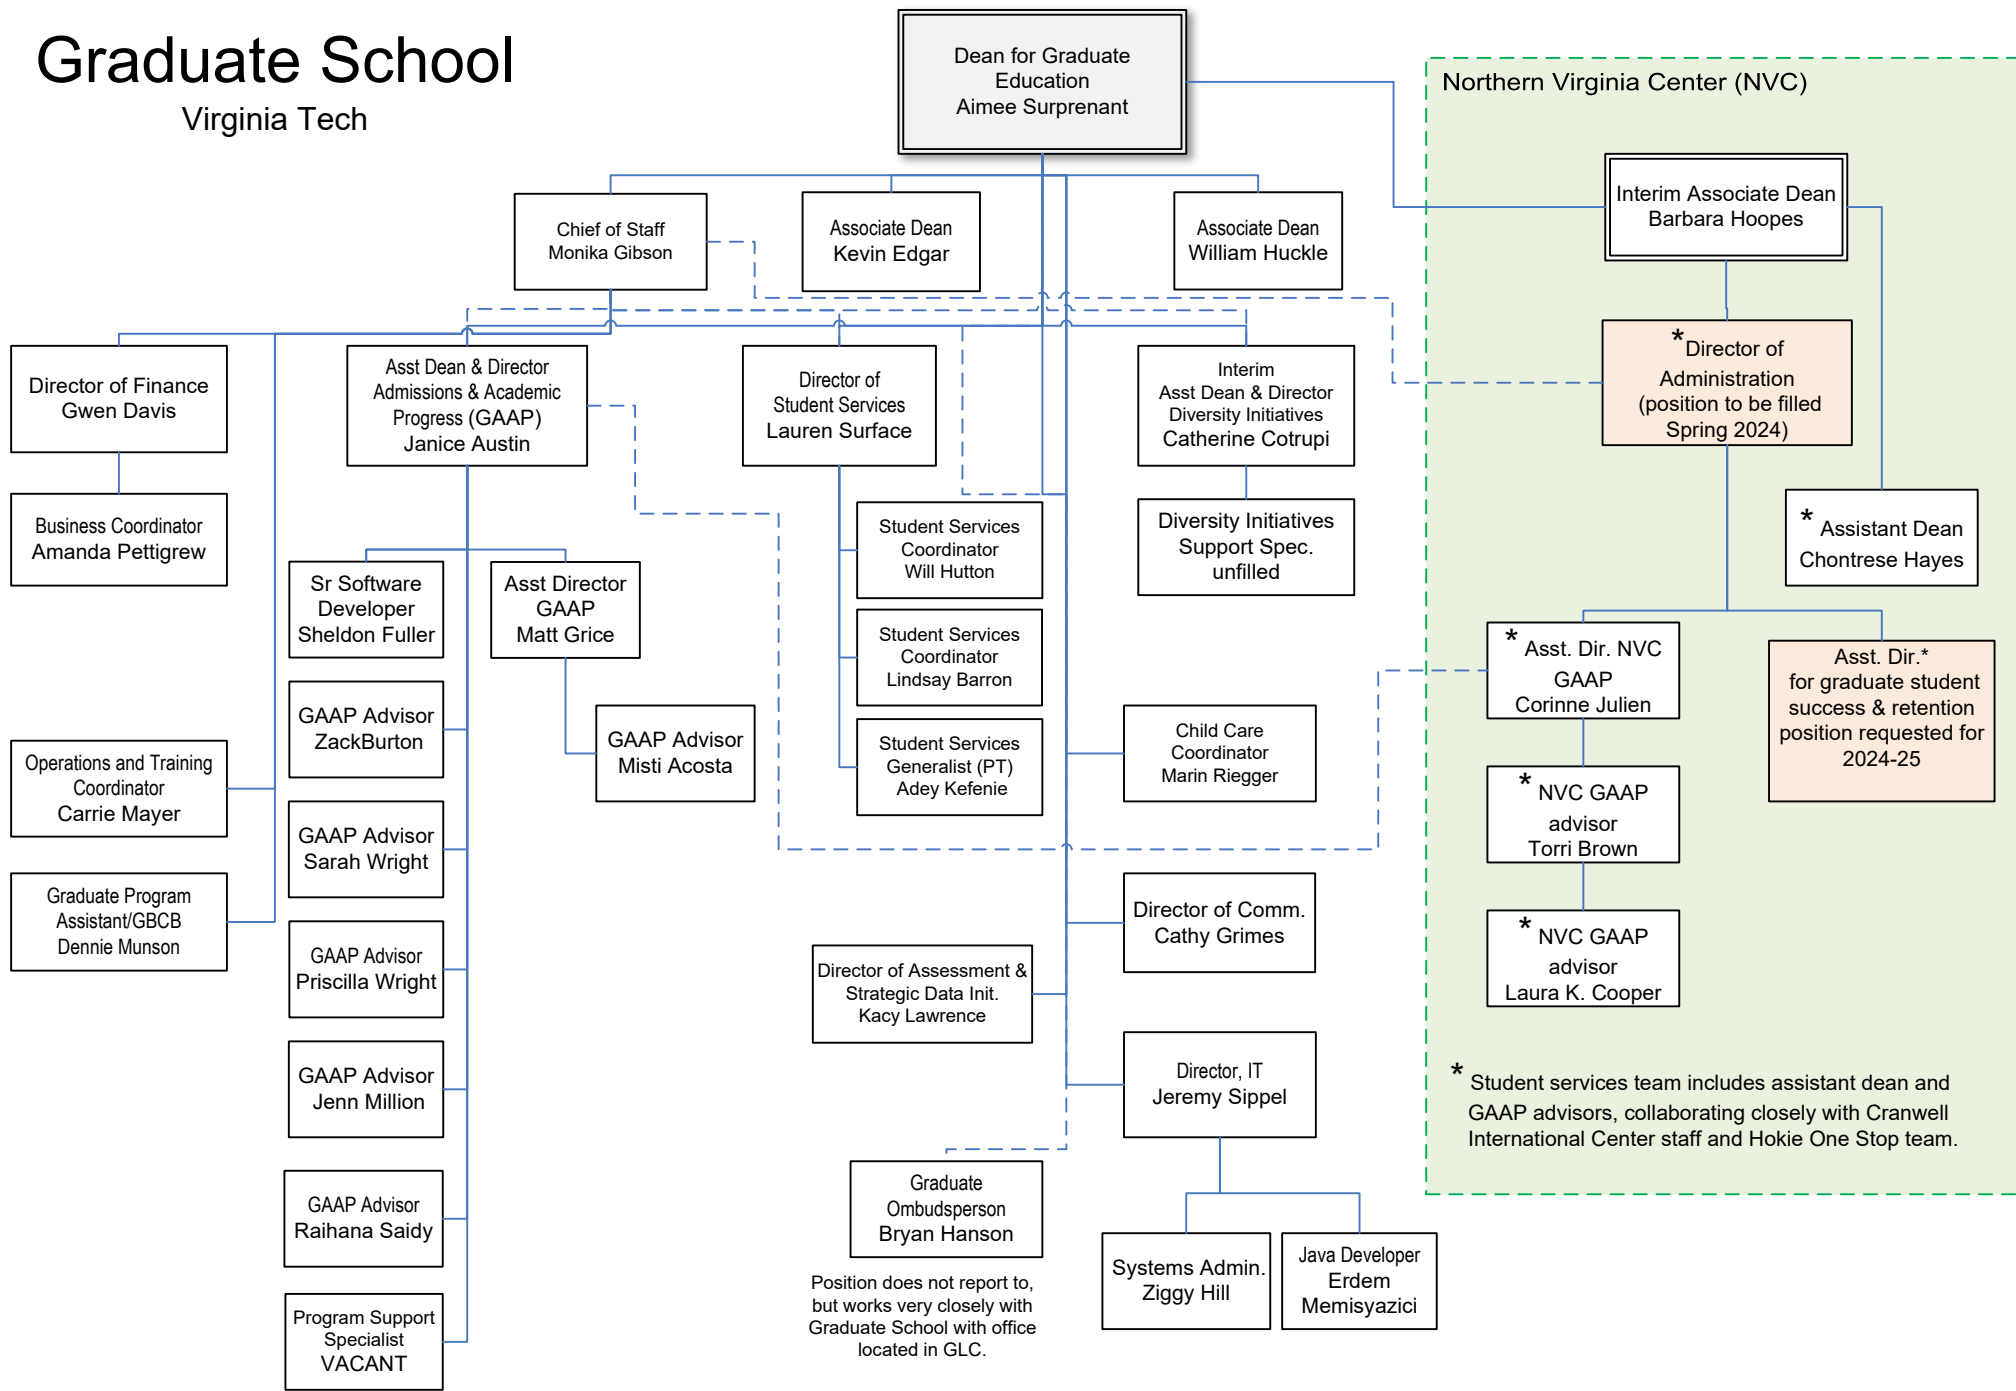 Graduate School
Virginia Tech
Dean for Graduate
Education
Aimee Surprenant
Northern Virginia Center (NVC)
Interim Associate Dean
Barbara Hoopes
Chief of Staff
Monika Gibson
Associate Dean
Kevin Edgar
Associate Dean
William Huckle
Director of Finance
Gwen Davis
Asst Dean & Director
Admissions & Academic
Progress (GAAP)
Janice Austin
Director of
Student Services
Lauren Surface
Interim
Asst Dean & Director
Diversity Initiatives
Catherine Cotrupi
* Director of
Administration
(position to be filled
Spring 2024)
Business Coordinator
Amanda Pettigrew
Student Services
Coordinator
Will Hutton
Diversity Initiatives
Support Spec.
unfilled
* Assistant Dean
Chontrese Hayes
Sr Software
Developer
Sheldon Fuller
Asst Director
GAAP
Matt Grice
Student Services
Coordinator
Lindsay Barron
* Asst. Dir. NVC
GAAP
Corinne Julien
Asst. Dir.*
for graduate student
success & retention
position requested for
2024-25
GAAP Advisor
ZackBurton
GAAP Advisor
Misti Acosta
Student Services
Generalist (PT)
Adey Kefenie
Child Care
Coordinator
Marin Riegger
Operations and Training
Coordinator
Carrie Mayer
* NVC GAAP
advisor
Torri Brown
GAAP Advisor
Sarah Wright
Graduate Program
Assistant/GBCB
Dennie Munson
Director of Comm.
Cathy Grimes
* NVC GAAP
advisor
Laura K. Cooper
GAAP Advisor
Priscilla Wright
Director of Assessment &
Strategic Data Init.
Kacy Lawrence
GAAP Advisor
Jenn Million
Director, IT
Jeremy Sippel
* Student services team includes assistant dean and
GAAP advisors, collaborating closely with Cranwell
International Center staff and Hokie One Stop team.
GAAP Advisor
Raihana Saidy
Graduate
Ombudsperson
Bryan Hanson
Position does not report to,
but works very closely with
Graduate School with office
located in GLC.
Systems Admin.
Ziggy Hill
Java Developer
Erdem
Memisyazici
Program Support
Specialist
VACANT